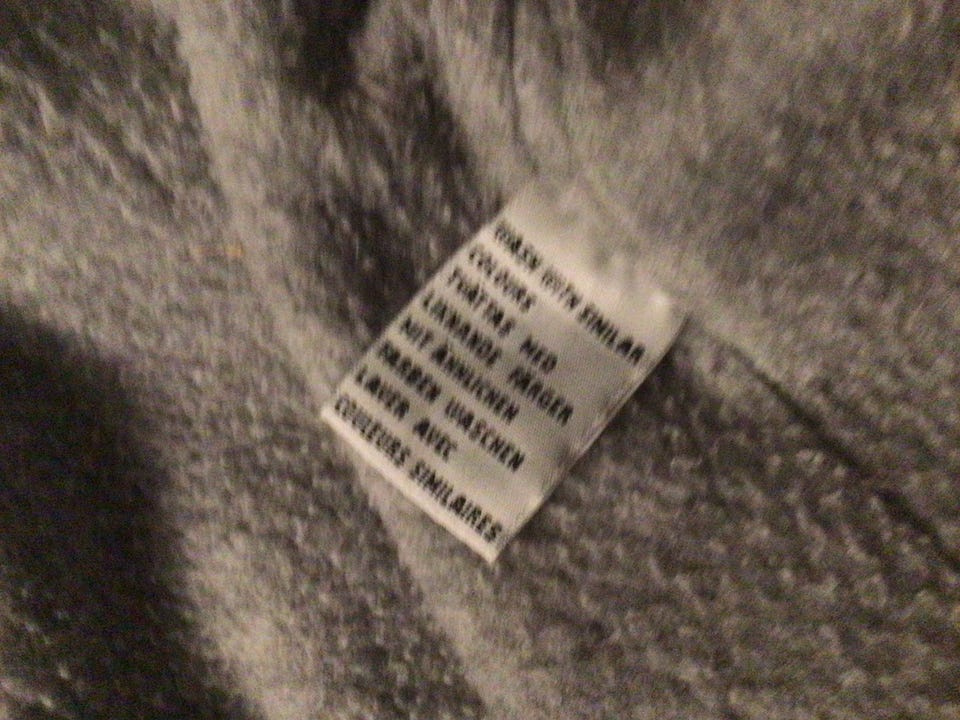 WASH WITH SIMILAR
COLOURS
TVÄTTAS MED
LIKNANDE FÄRGER
MIT ÄHNLICHEN
FARBEN WASCHEN
LAVER AVEC
COULEURS SIMILAIRES